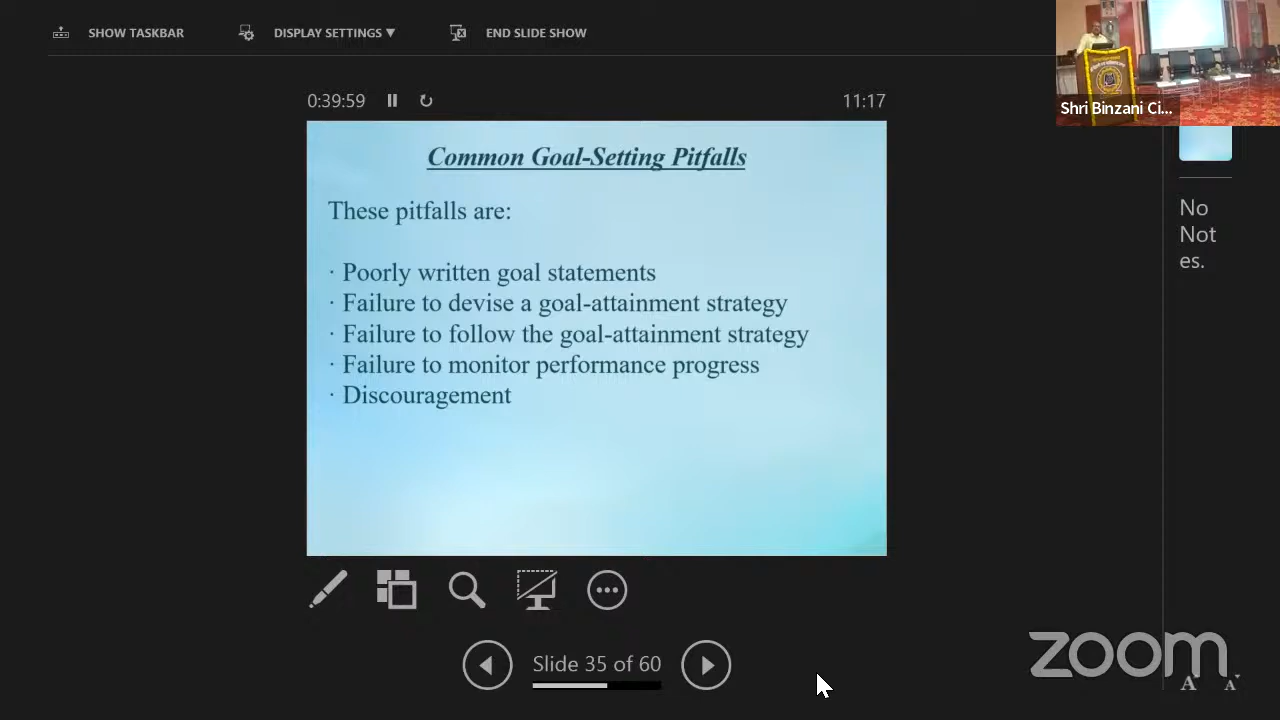 SHOW TASKBAR
DISPLAY SETTINGS ▼
END SLIDE SHOW
0:39:59
11:17
Shri Binzani Ci...
Common Goal-Setting Pitfalls
These pitfalls are:
· Poorly written goal statements
· Failure to devise a goal-attainment strategy
· Failure to follow the goal-attainment strategy
· Failure to monitor performance progress
· Discouragement
No
Not
es.
Slide 35 of 60
zoom
A A